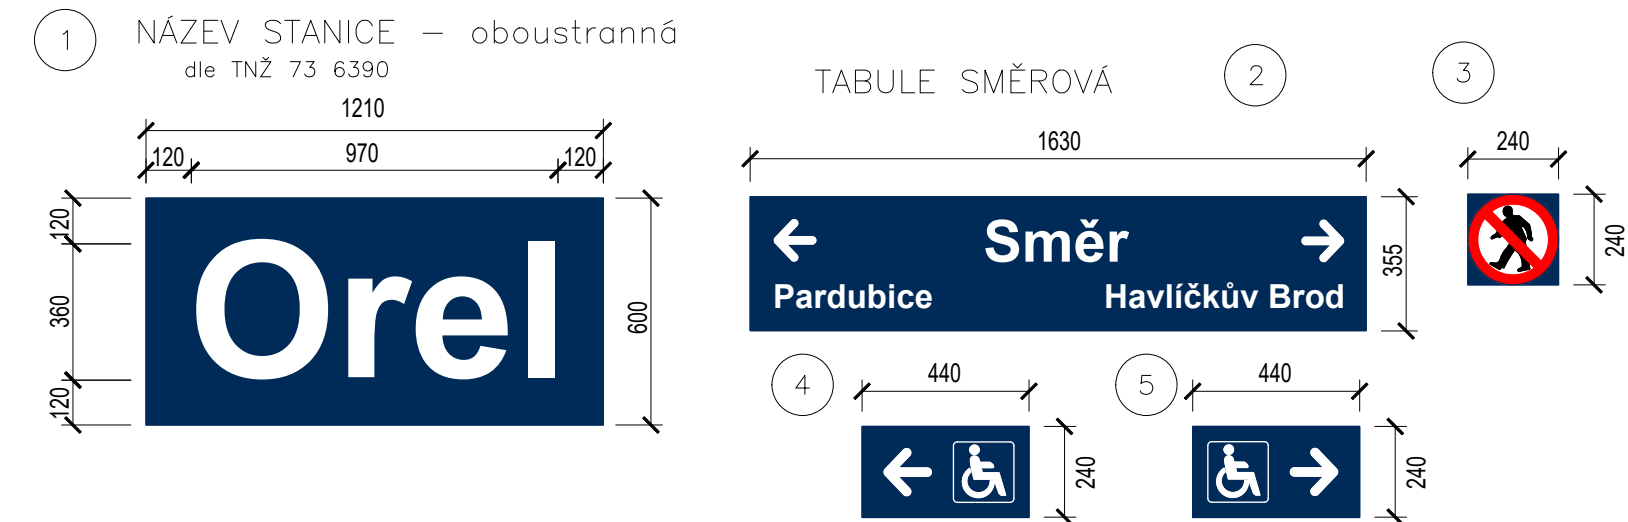 1
NÁZEV STANICE – oboustranná
dle TNŽ 73 6390
1210
120 970 120
120
360
120
600
Orel
TABULE SMĚROVÁ 2
1630
Směr
Pardubice Havlíčkův Brod
355
3
240
240
4
440
240
5
440
240